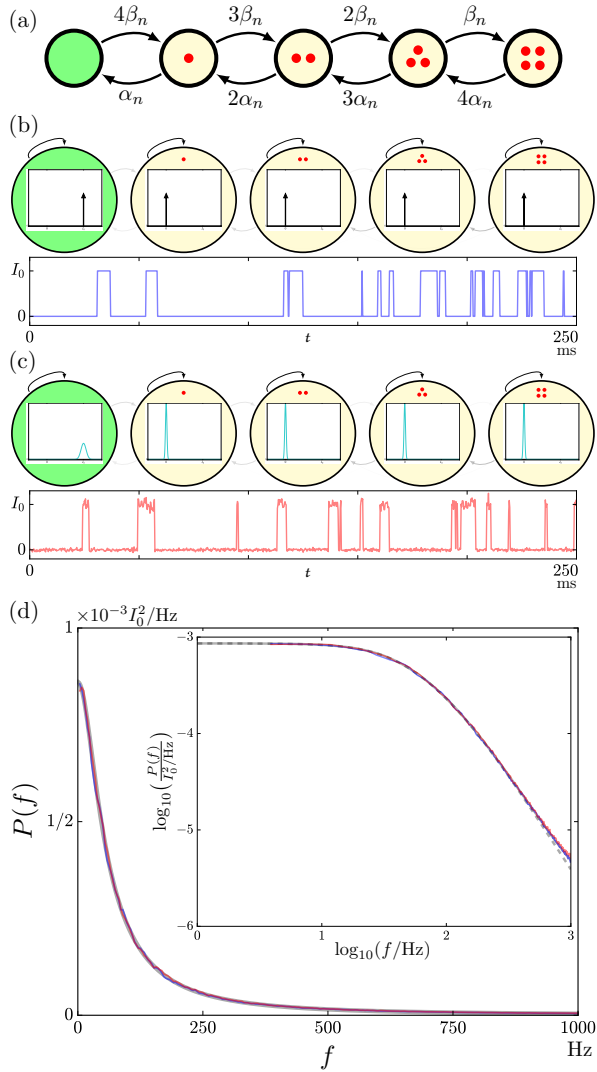 (a)
4βₙ 3βₙ 2βₙ βₙ
αₙ 2αₙ 3αₙ 4αₙ
(b)
I₀
0
0 t 250
ms
(c)
I₀
0
0 t 250
ms
(d)
×10⁻³I₀²/Hz
1
1/2
0
P(f)
0 250 500 750 1000
f Hz
−3
−4
−5
−6
log₁₀(P(f)/I₀²/Hz)
0 1 2 3
log₁₀(f/Hz)